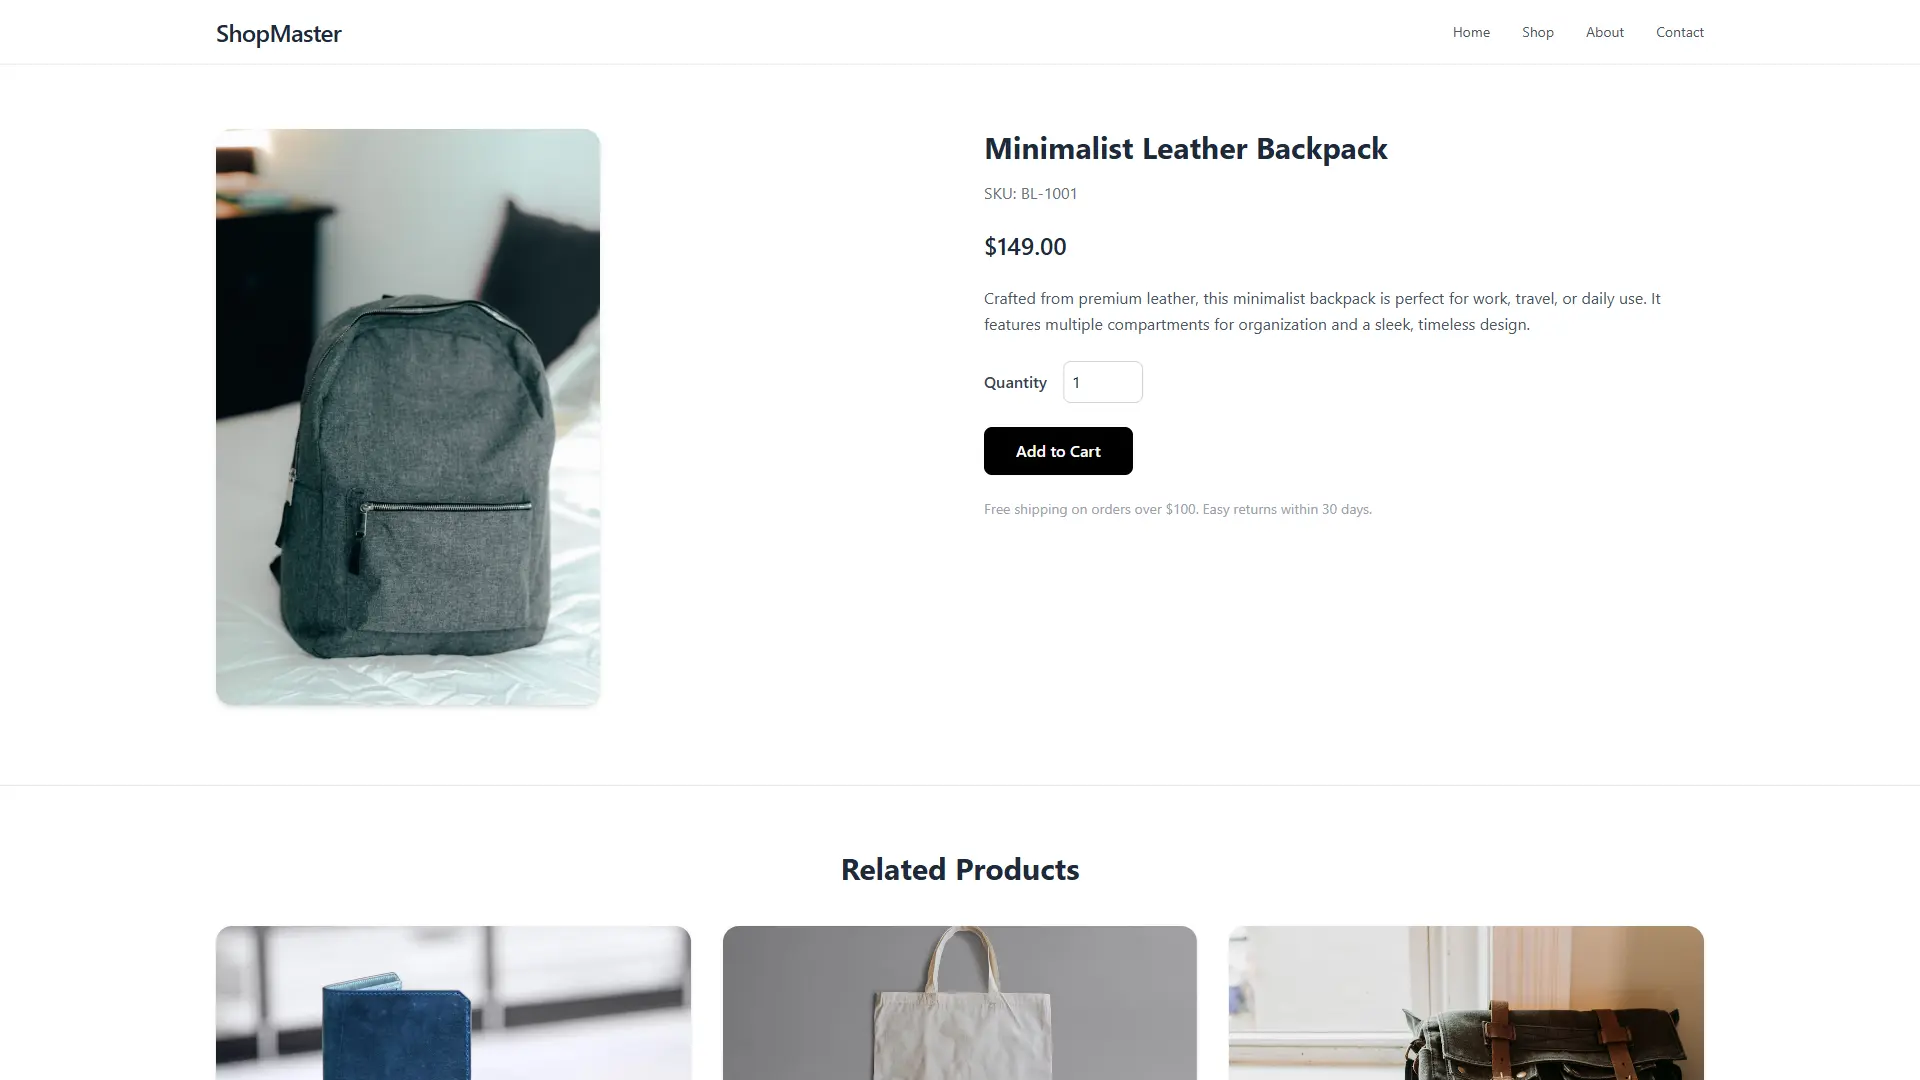 ShopMaster
Home
Shop
About
Contact
Minimalist Leather Backpack
SKU: BL-1001
$149.00
Crafted from premium leather, this minimalist backpack is perfect for work, travel, or daily use. It
features multiple compartments for organization and a sleek, timeless design.
Quantity
1
Add to Cart
Free shipping on orders over $100. Easy returns within 30 days.
Related Products